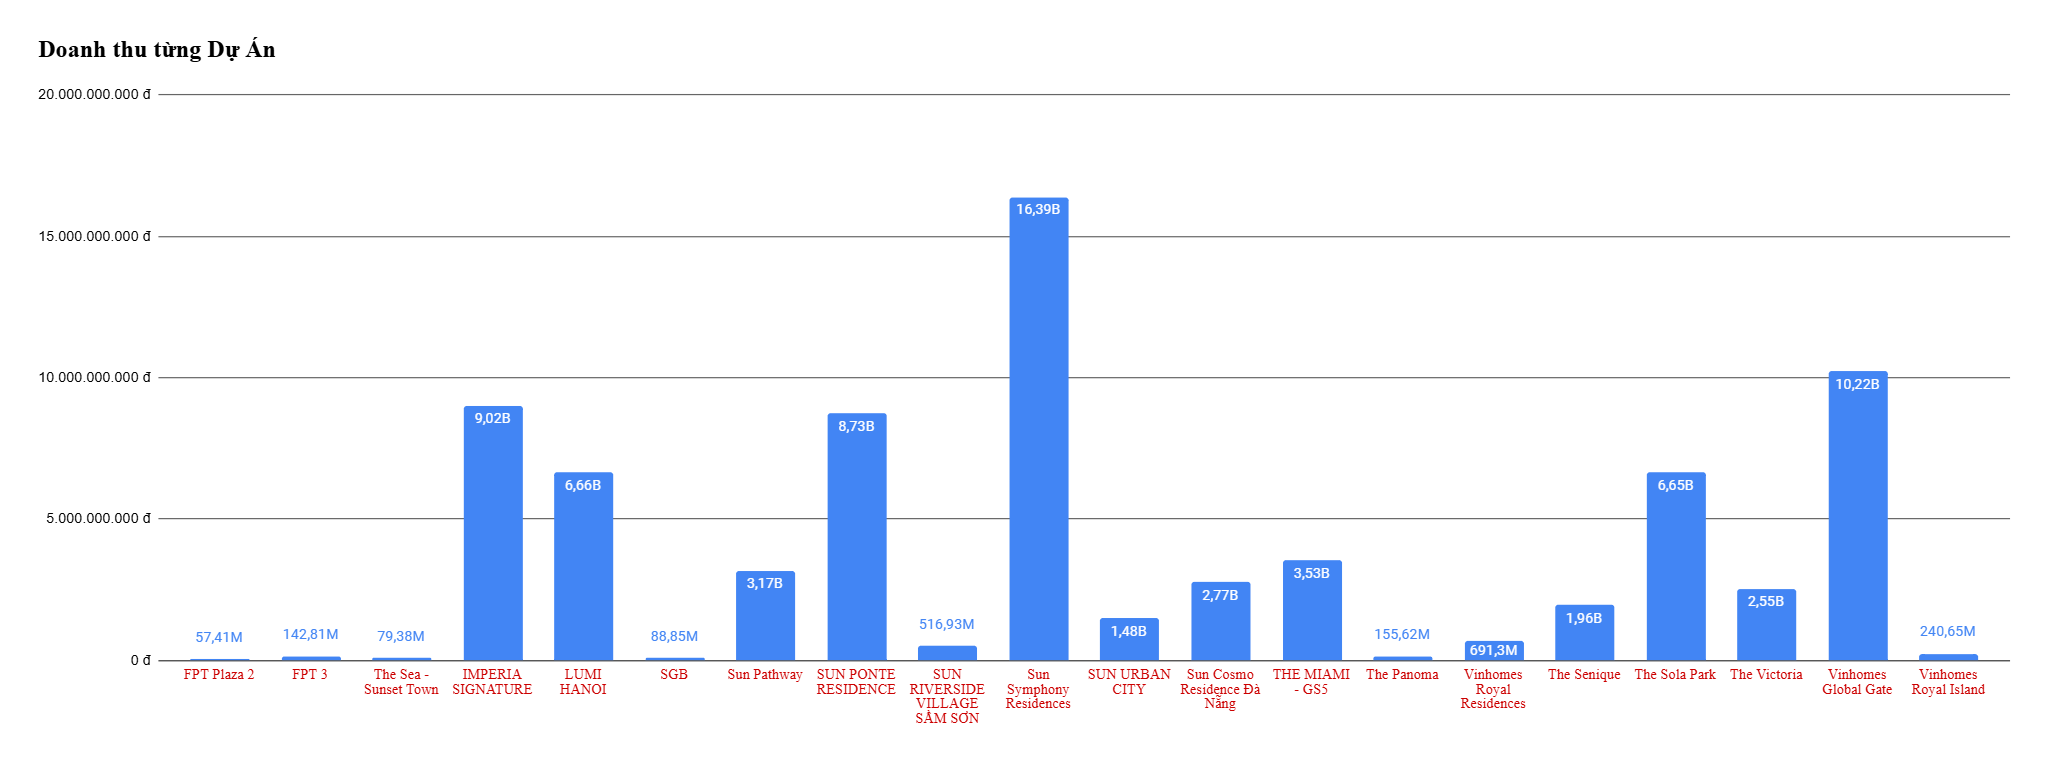 Doanh thu từng Dự Án
20.000.000.000 đ
15.000.000.000 đ
10.000.000.000 đ
5.000.000.000 đ
0 đ
57,41M
142,81M
79,38M
9,02B
6,66B
88,85M
3,17B
8,73B
516,93M
16,39B
1,48B
2,77B
3,53B
155,62M
691,3M
1,96B
6,65B
2,55B
10,22B
240,65M
FPT Plaza 2
FPT 3
The Sea -
Sunset Town
IMPERIA
SIGNATURE
LUMI
HANOI
SGB
Sun Pathway
SUN PONTE
RESIDENCE
SUN
RIVERSIDE
VILLAGE
SẦM SƠN
Sun
Symphony
Residences
SUN URBAN
CITY
Sun Cosmo
Residence Đà
Nẵng
THE MIAMI
- GS5
The Panoma
Vinhomes
Royal
Residences
The Senique
The Sola Park
The Victoria
Vinhomes
Global Gate
Vinhomes
Royal Island